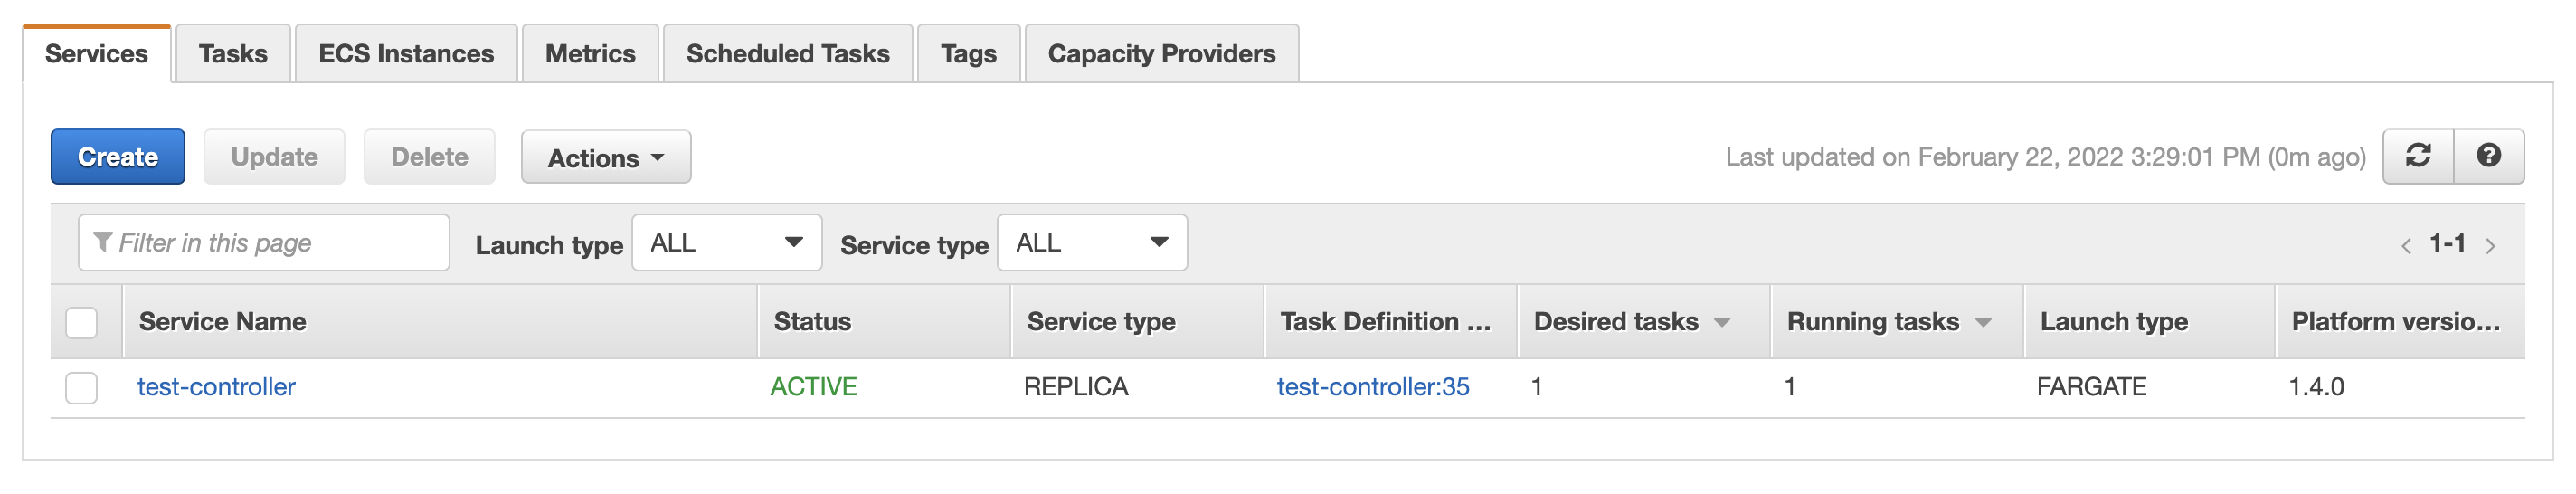 Services Tasks ECS Instances Metrics Scheduled Tasks Tags Capacity Providers
Create Update Delete Actions Last updated on February 22, 2022 3:29:01 PM (0m ago)
Filter in this page Launch type ALL Service type ALL 1-1
Service Name Status Service type Task Definition ... Desired tasks Running tasks Launch type Platform versio...
test-controller ACTIVE REPLICA test-controller:35 1 1 FARGATE 1.4.0